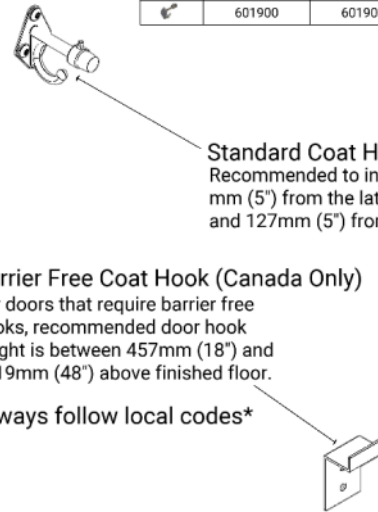 601900 60190
Standard Coat H
Recommended to in
mm (5") from the lat
and 127mm (5") from
rrier Free Coat Hook (Canada Only)
doors that require barrier free
oks, recommended door hook
ght is between 457mm (18") and
19mm (48") above finished floor.
ways follow local codes*